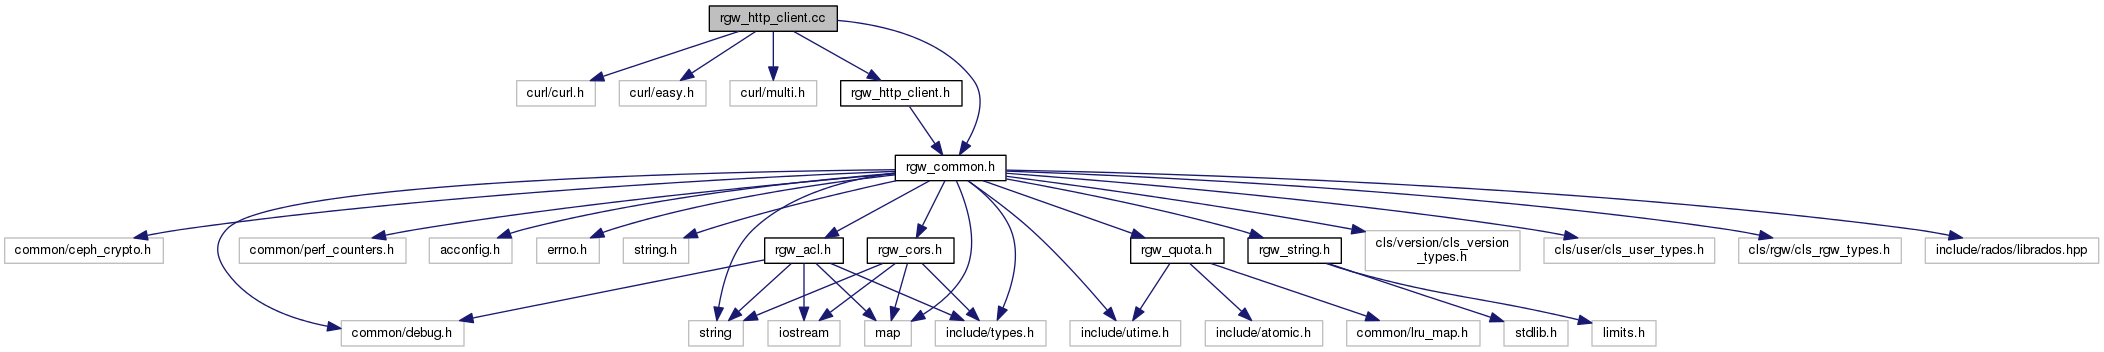 rgw_http_client.cc
curl/curl.h
curl/easy.h
curl/multi.h
rgw_http_client.h
rgw_common.h
common/ceph_crypto.h
common/perf_counters.h
acconfig.h
errno.h
string.h
rgw_acl.h
rgw_cors.h
rgw_quota.h
rgw_string.h
cls/version/cls_version
_types.h
cls/user/cls_user_types.h
cls/rgw/cls_rgw_types.h
include/rados/librados.hpp
common/debug.h
string
iostream
map
include/types.h
include/utime.h
include/atomic.h
common/lru_map.h
stdlib.h
limits.h